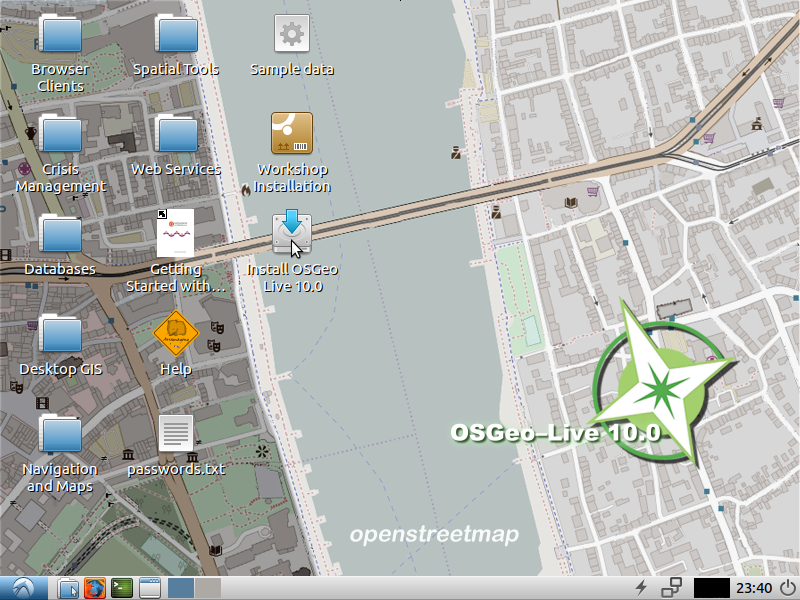 Browser
Clients
Spatial Tools
Sample data
Crisis
Management
Web Services
Workshop
Installation
Databases
Getting
Started with...
Install OSGeo
Live 10.0
Desktop GIS
Help
Navigation
and Maps
passwords.txt
OSGeo-Live 10.0
openstreetmap
23:40